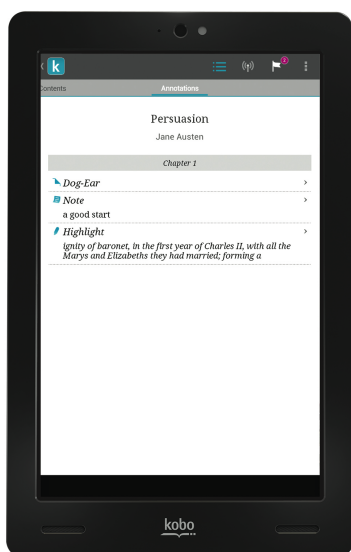 k
2
Contents Annotations
Persuasion
Jane Austen
Chapter 1
Dog-Ear
Note
a good start
Highlight
ignity of baronet, in the first year of Charles II, with all the
Marys and Elizabeths they had married; forming a
kobo